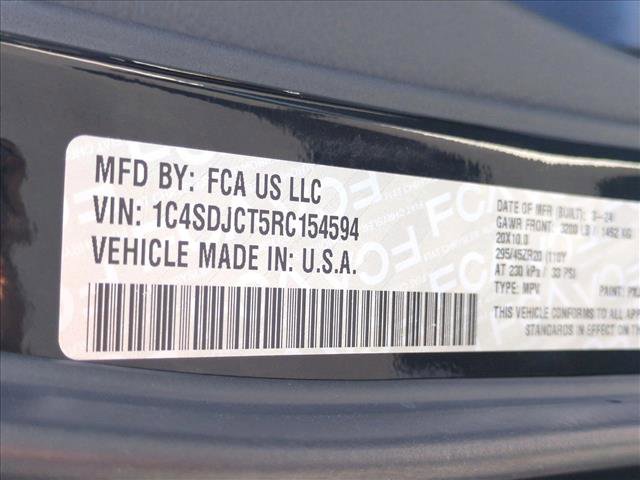 MFD BY: FCA US LLC
VIN: 1C4SDJCT5RC154594
VEHICLE MADE IN: U.S.A.
DATE OF MFR (BUILT): 3-24
GAWR FRONT: 3200 LB / 1452 KG
20X10.0
295/45ZR20 (110Y
AT 230 kPa / 33 PSI)
TYPE: MPV PAINT:
THIS VEHICLE CONFORMS TO ALL APP
STANDARDS IN EFFECT ON T